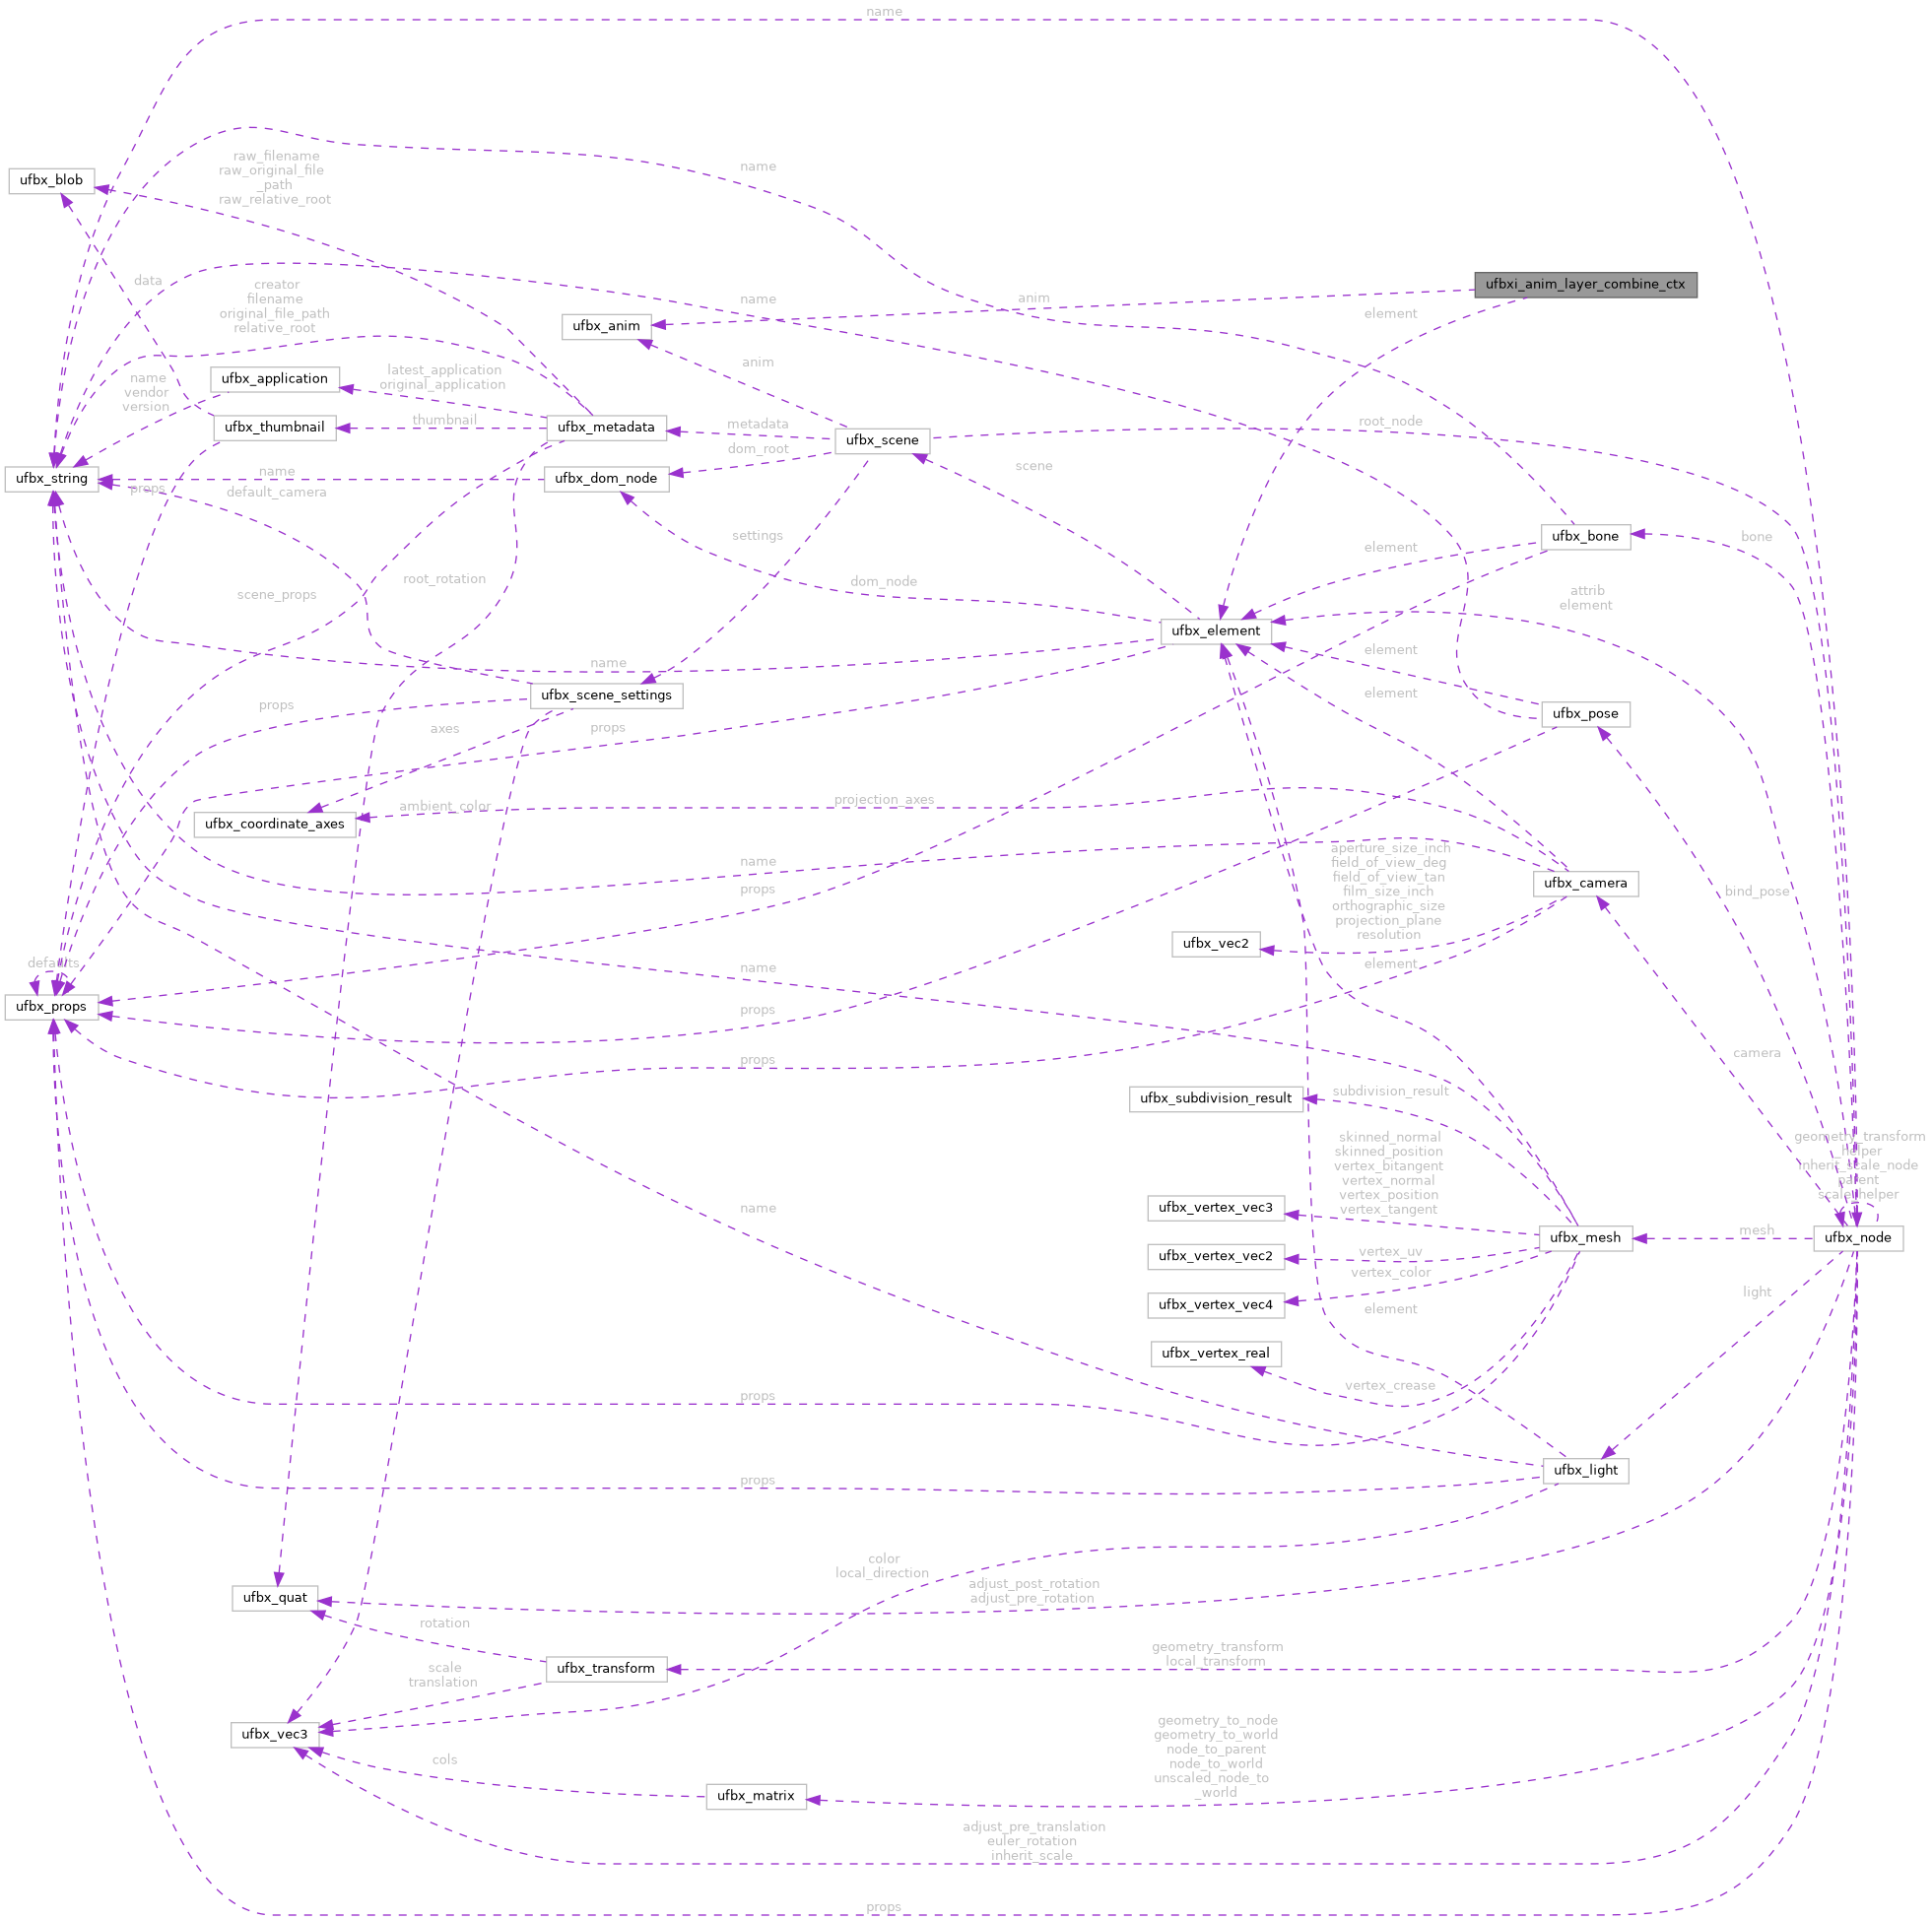 name
raw_filename
raw_original_file
_path
raw_relative_root
name
ufbx_blob
data
creator
filename
original_file_path
relative_root
name
anim
ufbxi_anim_layer_combine_ctx
element
ufbx_anim
anim
latest_application
original_application
ufbx_application
name
vendor
version
thumbnail
ufbx_thumbnail
ufbx_metadata
metadata
ufbx_scene
root_node
dom_root
scene
ufbx_string
name
ufbx_dom_node
props
default_camera
settings
ufbx_bone
bone
element
root_rotation
dom_node
scene_props
attrib
element
ufbx_element
name
element
ufbx_scene_settings
element
props
axes
props
ufbx_pose
ambient_color
projection_axes
ufbx_coordinate_axes
name
props
aperture_size_inch
field_of_view_deg
field_of_view_tan
film_size_inch
orthographic_size
projection_plane
resolution
ufbx_camera
bind_pose
ufbx_vec2
defaults
name
element
ufbx_props
props
props
camera
subdivision_result
ufbx_subdivision_result
skinned_normal
skinned_position
vertex_bitangent
vertex_normal
vertex_position
vertex_tangent
geometry_transform
_helper
inherit_scale_node
parent
scale_helper
name
ufbx_vertex_vec3
ufbx_mesh
mesh
ufbx_node
vertex_uv
ufbx_vertex_vec2
vertex_color
ufbx_vertex_vec4
element
light
ufbx_vertex_real
vertex_crease
props
props
ufbx_light
color
local_direction
adjust_post_rotation
adjust_pre_rotation
ufbx_quat
rotation
geometry_transform
local_transform
ufbx_transform
scale
translation
ufbx_vec3
geometry_to_node
geometry_to_world
node_to_parent
node_to_world
unscaled_node_to
_world
cols
ufbx_matrix
adjust_pre_translation
euler_rotation
inherit_scale
props